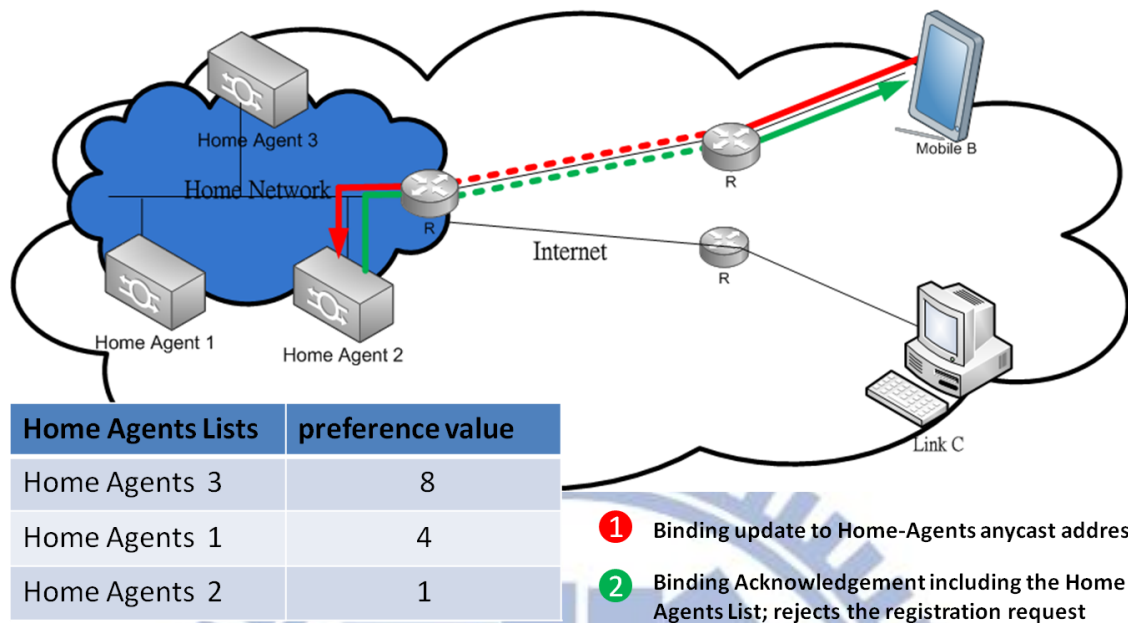 Home Agent 3
Mobile B
R
Home Network
R
Internet
R
Home Agent 1
Home Agent 2
Link C
Home Agents Lists preference value
Home Agents 3 8
Home Agents 1 4
Home Agents 2 1
1 Binding update to Home-Agents anycast addres
2 Binding Acknowledgement including the Home
Agents List; rejects the registration request